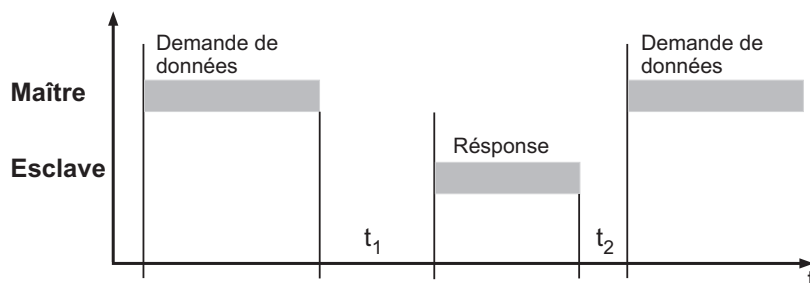 Demande de
données
Demande de
données
Maître
Résponse
Esclave
t1
t2
t